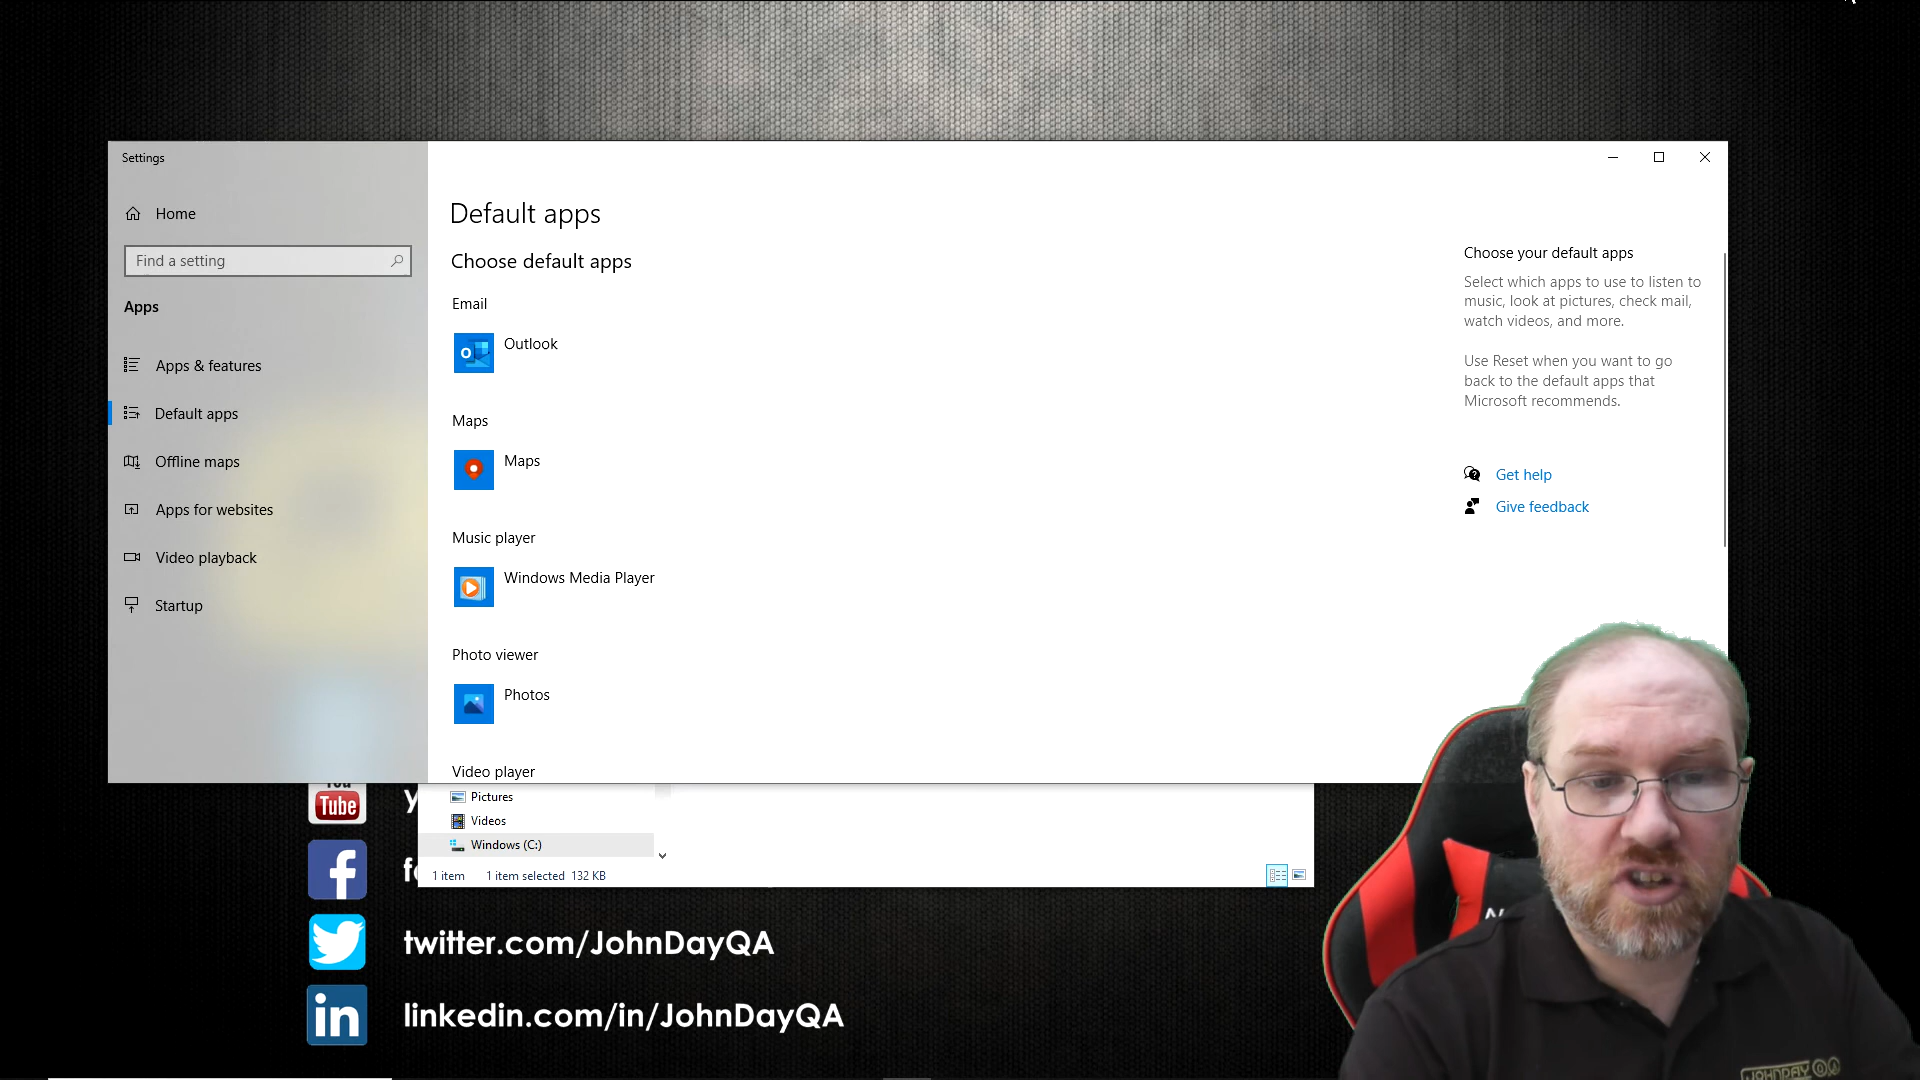 Settings
Home
Find a setting
Apps
Apps & features
Default apps
Offline maps
Apps for websites
Video playback
Startup
Default apps
Choose default apps
Email
Outlook
Maps
Maps
Music player
Windows Media Player
Photo viewer
Photos
Video player
Choose your default apps
Select which apps to use to listen to
music, look at pictures, check mail,
watch videos, and more.
Use Reset when you want to go
back to the default apps that
Microsoft recommends.
Get help
Give feedback
Pictures
Videos
Windows (C:)
1 item 1 item selected 132 KB
Tube
twitter.com/JohnDayQA
linkedin.com/in/JohnDayQA
JOHNDAY QA